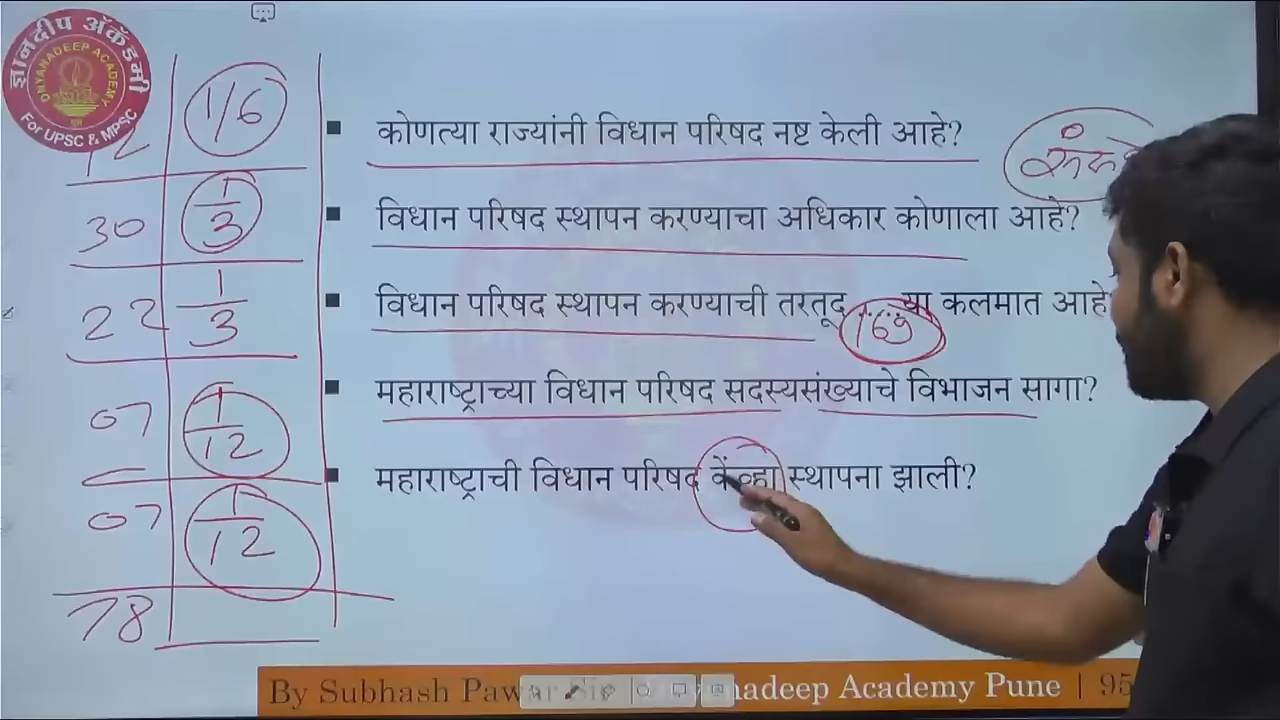 ज्ञानदीप अ‍ॅकॅडमी
DNYANADEEP ACADEMY
For UPSC & MPSC
12 1/6
30 1/3
22 1/3
07 1/12
07 1/12
78
▪ कोणत्या राज्यांनी विधान परिषद नष्ट केली आहे?
▪ विधान परिषद स्थापन करण्याचा अधिकार कोणाला आहे?
▪ विधान परिषद स्थापन करण्याची तरतूद .....या कलमात आहे
169
▪ महाराष्ट्राच्या विधान परिषद सदस्यसंख्याचे विभाजन सागा?
▪ महाराष्ट्राची विधान परिषद केंव्हा स्थापना झाली?
By Subhash Pawar Sir nadeep Academy Pune | 95